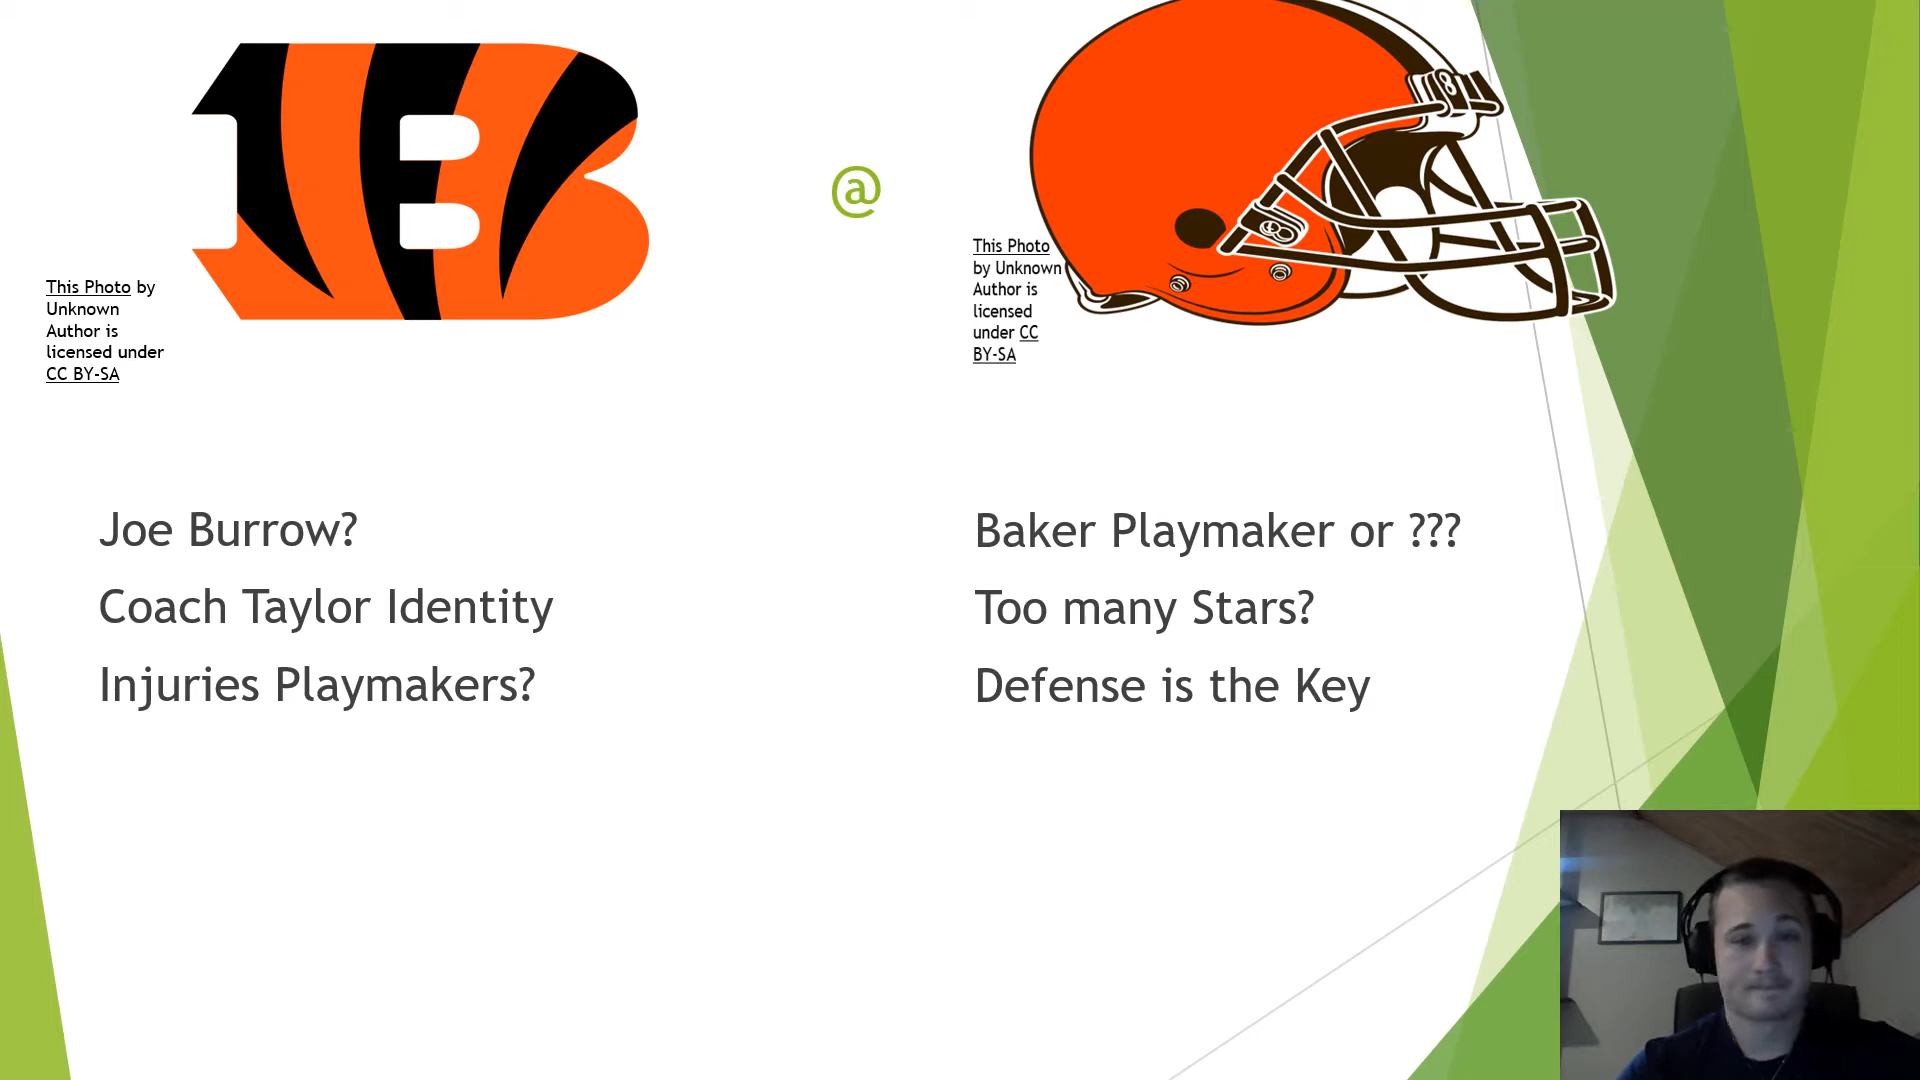 @
This Photo by
Unknown
Author is
licensed under
CC BY-SA
This Photo
by Unknown
Author is
licensed
under CC
BY-SA
Joe Burrow?
Coach Taylor Identity
Injuries Playmakers?
Baker Playmaker or ???
Too many Stars?
Defense is the Key